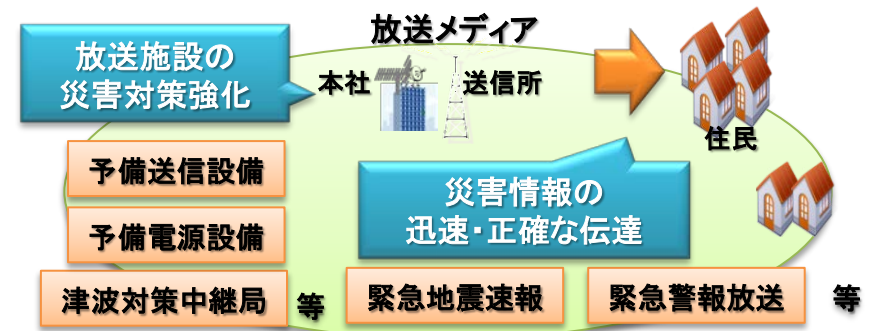 放送メディア
放送施設の
災害対策強化
本社
送信所
住民
予備送信設備
予備電源設備
津波対策中継局
等
災害情報の
迅速・正確な伝達
緊急地震速報
緊急警報放送
等